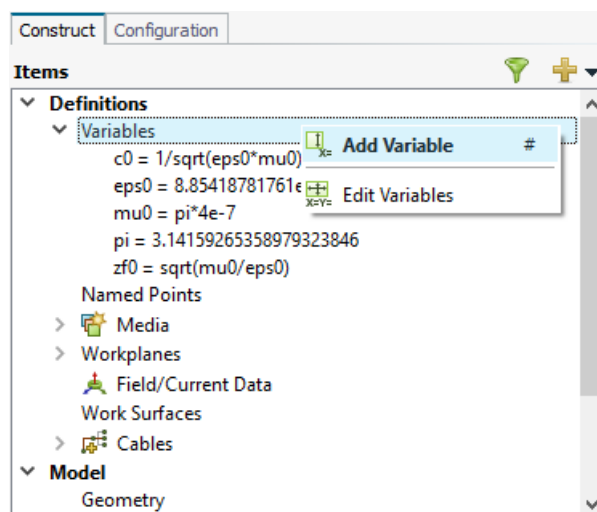 Construct Configuration
Items
Definitions
Variables
Add Variable #
c0 = 1/sqrt(eps0*mu0)
eps0 = 8.85418781761e
Edit Variables
X= X=Y=
mu0 = pi*4e-7
pi = 3.14159265358979323846
zf0 = sqrt(mu0/eps0)
Named Points
Media
Workplanes
Field/Current Data
Work Surfaces
Cables
Model
Geometry